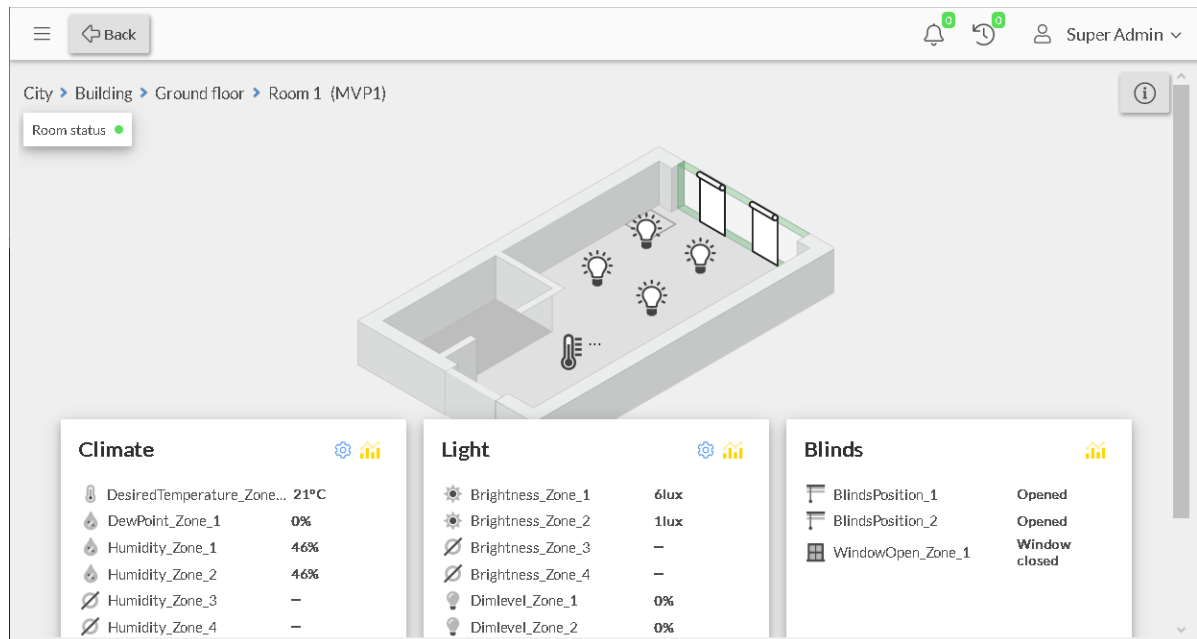 Back
0
0
Super Admin
City > Building > Ground floor > Room 1 (MVP1)
Room status
...
Climate
DesiredTemperature_Zone... 21°C
DewPoint_Zone_1 0%
Humidity_Zone_1 46%
Humidity_Zone_2 46%
Humidity_Zone_3 –
Humidity_Zone_4 –
Light
Brightness_Zone_1 6lux
Brightness_Zone_2 1lux
Brightness_Zone_3 –
Brightness_Zone_4 –
Dimlevel_Zone_1 0%
Dimlevel_Zone_2 0%
Blinds
BlindsPosition_1 Opened
BlindsPosition_2 Opened
WindowOpen_Zone_1 Window
closed